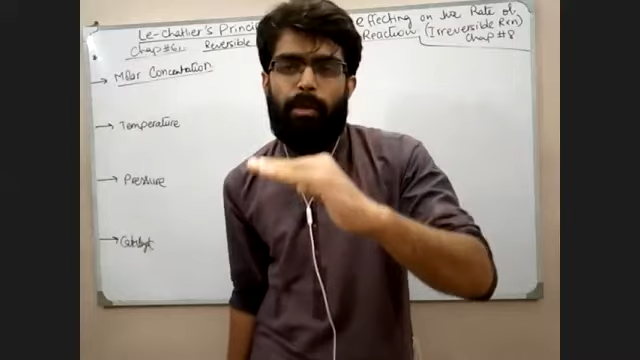 Le-Chatlier's Princip Effecting on the Rate of
Chap#6 Reversible Reaction (Irreversible Rxn)
Chap #8
→ Molar Concentration
→ Temperature
→ Pressure
→ Catalyst